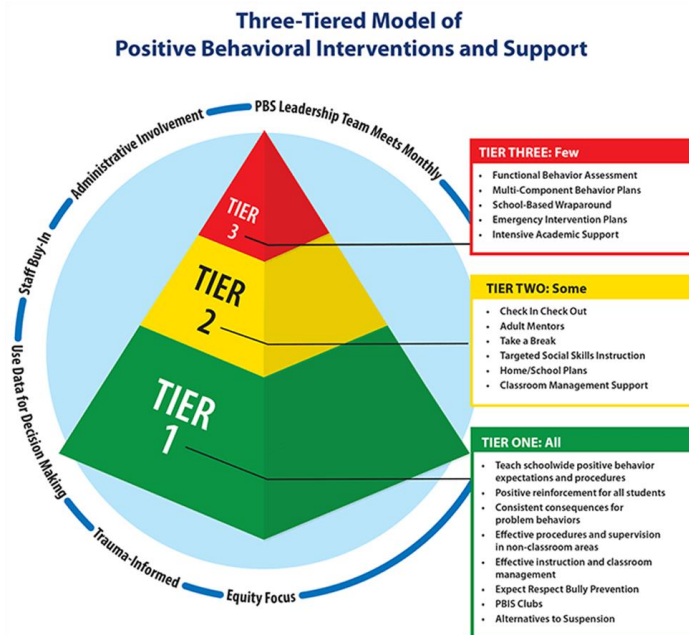 Three-Tiered Model of
Positive Behavioral Interventions and Support
PBS Leadership Team Meets Monthly
Administrative Involvement
Staff Buy-In
Use Data for Decision Making
Trauma-Informed
Equity Focus
TIER
3
TIER
2
TIER
1
TIER THREE: Few
• Functional Behavior Assessment
• Multi-Component Behavior Plans
• School-Based Wraparound
• Emergency Intervention Plans
• Intensive Academic Support
TIER TWO: Some
• Check In Check Out
• Adult Mentors
• Take a Break
• Targeted Social Skills Instruction
• Home/School Plans
• Classroom Management Support
TIER ONE: All
• Teach schoolwide positive behavior
expectations and procedures
• Positive reinforcement for all students
• Consistent consequences for
problem behaviors
• Effective procedures and supervision
in non-classroom areas
• Effective instruction and classroom
management
• Expect Respect Bully Prevention
• PBIS Clubs
• Alternatives to Suspension